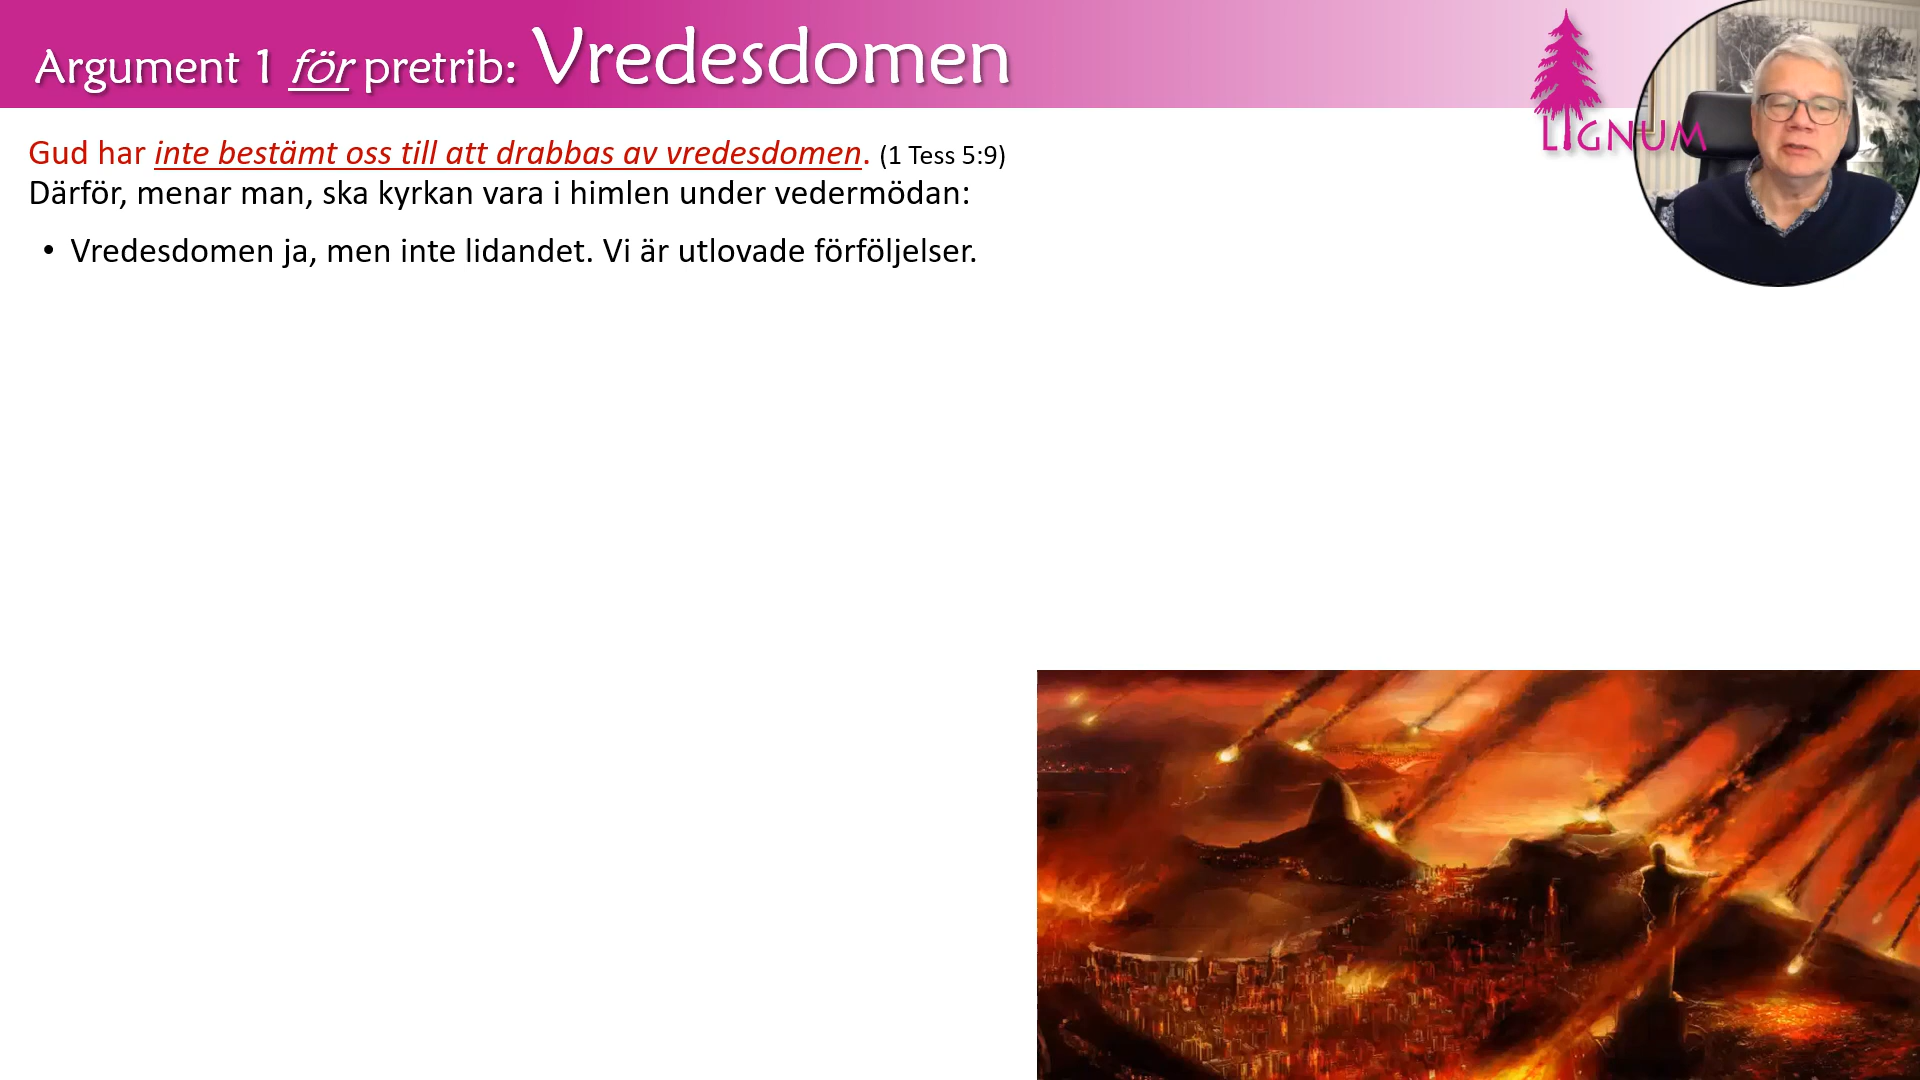 Argument 1 för pretrib: Vredesdomen
LIGNUM
Gud har inte bestämt oss till att drabbas av vredesdomen. (1 Tess 5:9)
Därför, menar man, ska kyrkan vara i himlen under vedermödan:
• Vredesdomen ja, men inte lidandet. Vi är utlovade förföljelser.